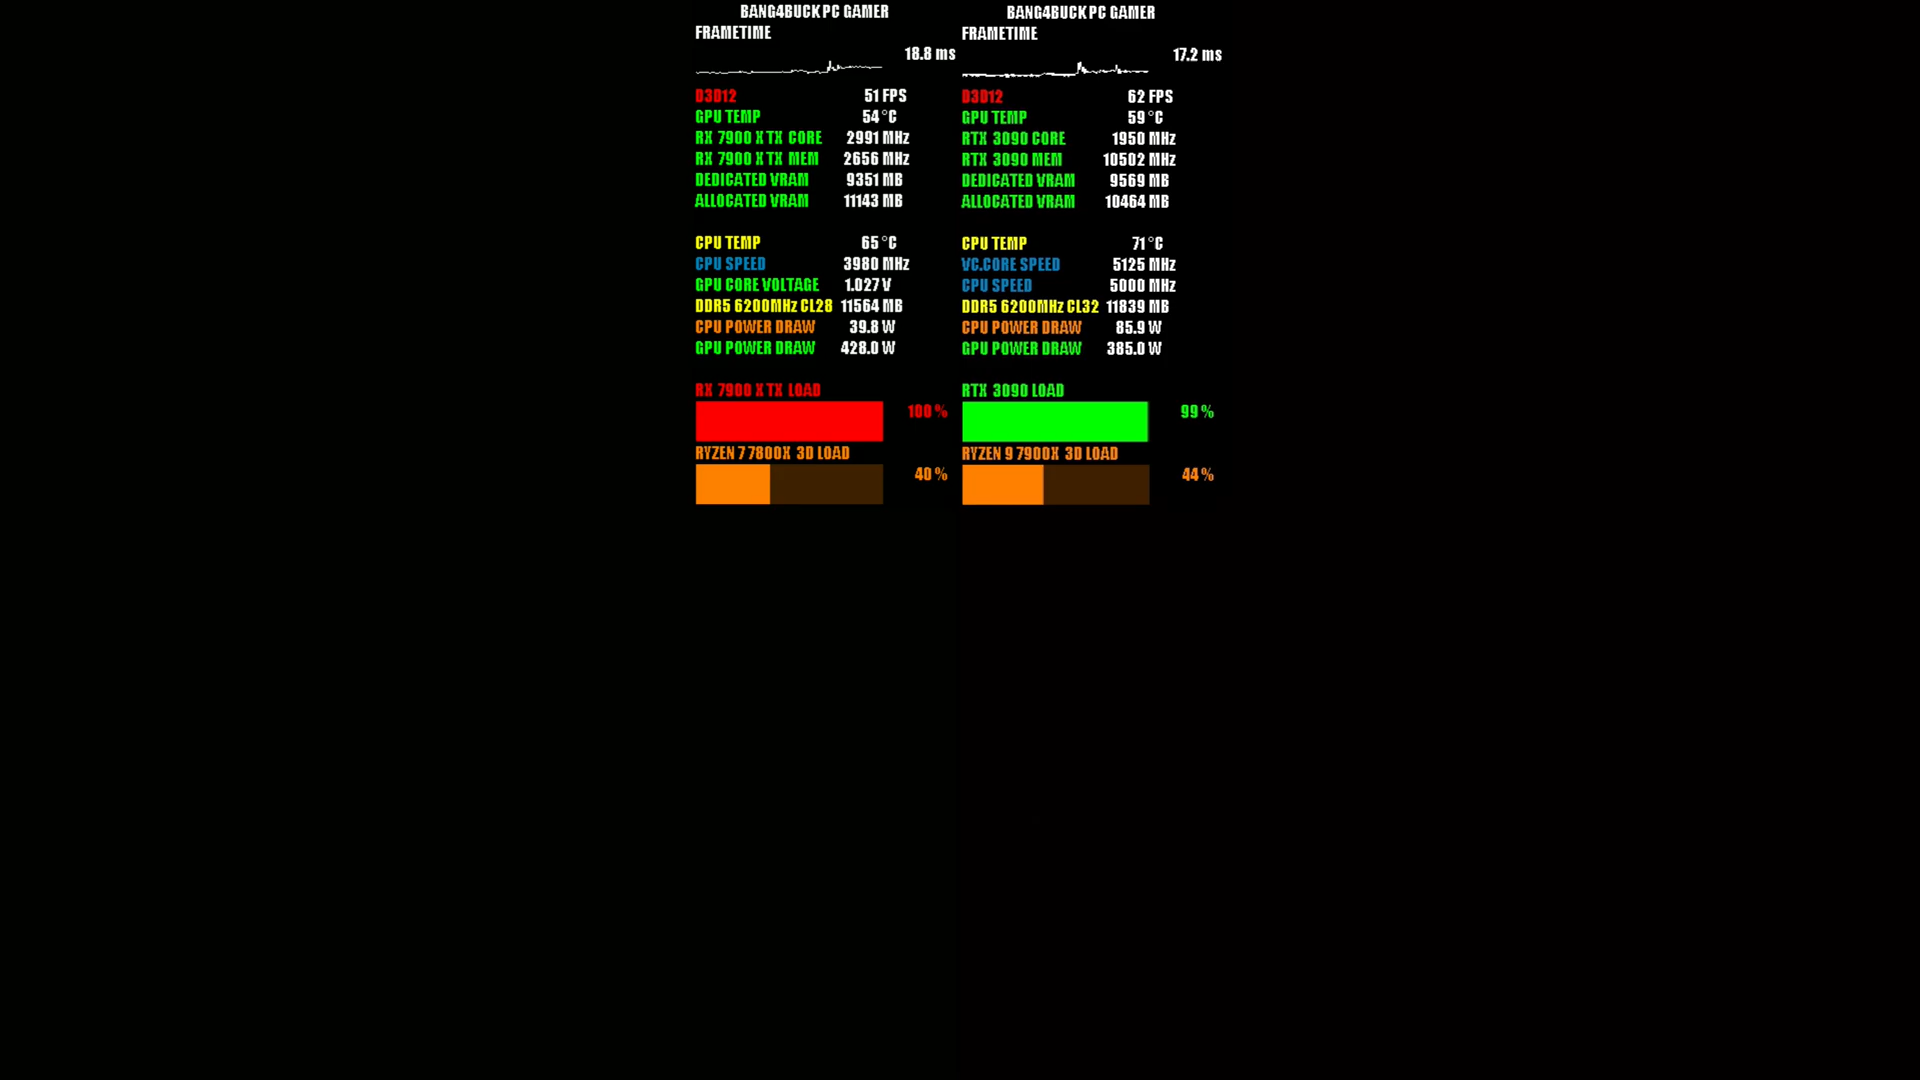 BANG4BUCK PC GAMER
FRAMETIME
18.8 ms
D3D12 51 FPS
GPU TEMP 54 °C
RX 7900 XTX CORE 2991 MHz
RX 7900 XTX MEM 2656 MHz
DEDICATED VRAM 9351 MB
ALLOCATED VRAM 11143 MB
CPU TEMP 65 °C
CPU SPEED 3980 MHz
GPU CORE VOLTAGE 1.027 V
DDR5 6200MHz CL28 11564 MB
CPU POWER DRAW 39.8 W
GPU POWER DRAW 428.0 W
RX 7900 XTX LOAD
100 %
RYZEN 7 7800X 3D LOAD
40 %
BANG4BUCK PC GAMER
FRAMETIME
17.2 ms
D3D12 62 FPS
GPU TEMP 59 °C
RTX 3090 CORE 1950 MHz
RTX 3090 MEM 10502 MHz
DEDICATED VRAM 9569 MB
ALLOCATED VRAM 10464 MB
CPU TEMP 71 °C
VC.CORE SPEED 5125 MHz
CPU SPEED 5000 MHz
DDR5 6200MHz CL32 11839 MB
CPU POWER DRAW 85.9 W
GPU POWER DRAW 385.0 W
RTX 3090 LOAD
99 %
RYZEN 9 7900X 3D LOAD
44 %